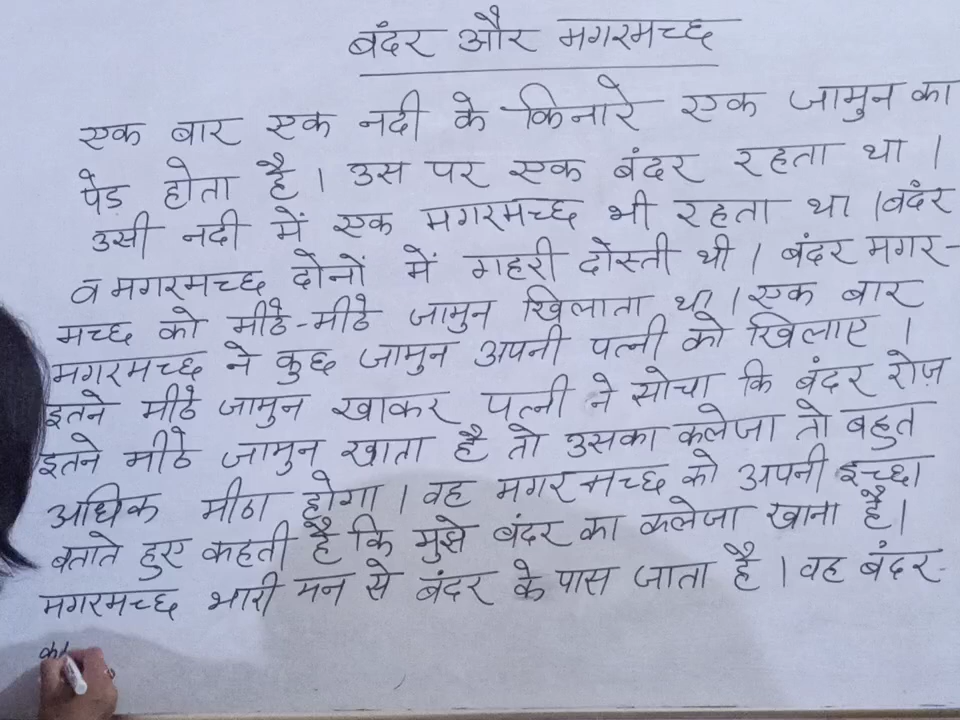 बंदर और मगरमच्छ
एक बार एक नदी के किनारे एक जामुन का
पेड़ होता है । उस पर एक बंदर रहता था ।
उसी नदी में एक मगरमच्छ भी रहता था । बंदर
व मगरमच्छ दोनों में गहरी दोस्ती थी । बंदर मगर-
मच्छ को मीठे-मीठे जामुन खिलाता था । एक बार
मगरमच्छ ने कुछ जामुन अपनी पत्नी को खिलाए ।
इतने मीठे जामुन खाकर पत्नी ने सोचा कि बंदर रोज़
इतने मीठे जामुन खाता है तो उसका कलेजा तो बहुत
अधिक मीठा होगा । वह मगरमच्छ को अपनी इच्छा
बताते हुए कहती है कि मुझे बंदर का कलेजा खाना है ।
मगरमच्छ भारी मन से बंदर के पास जाता है । वह बंदर-